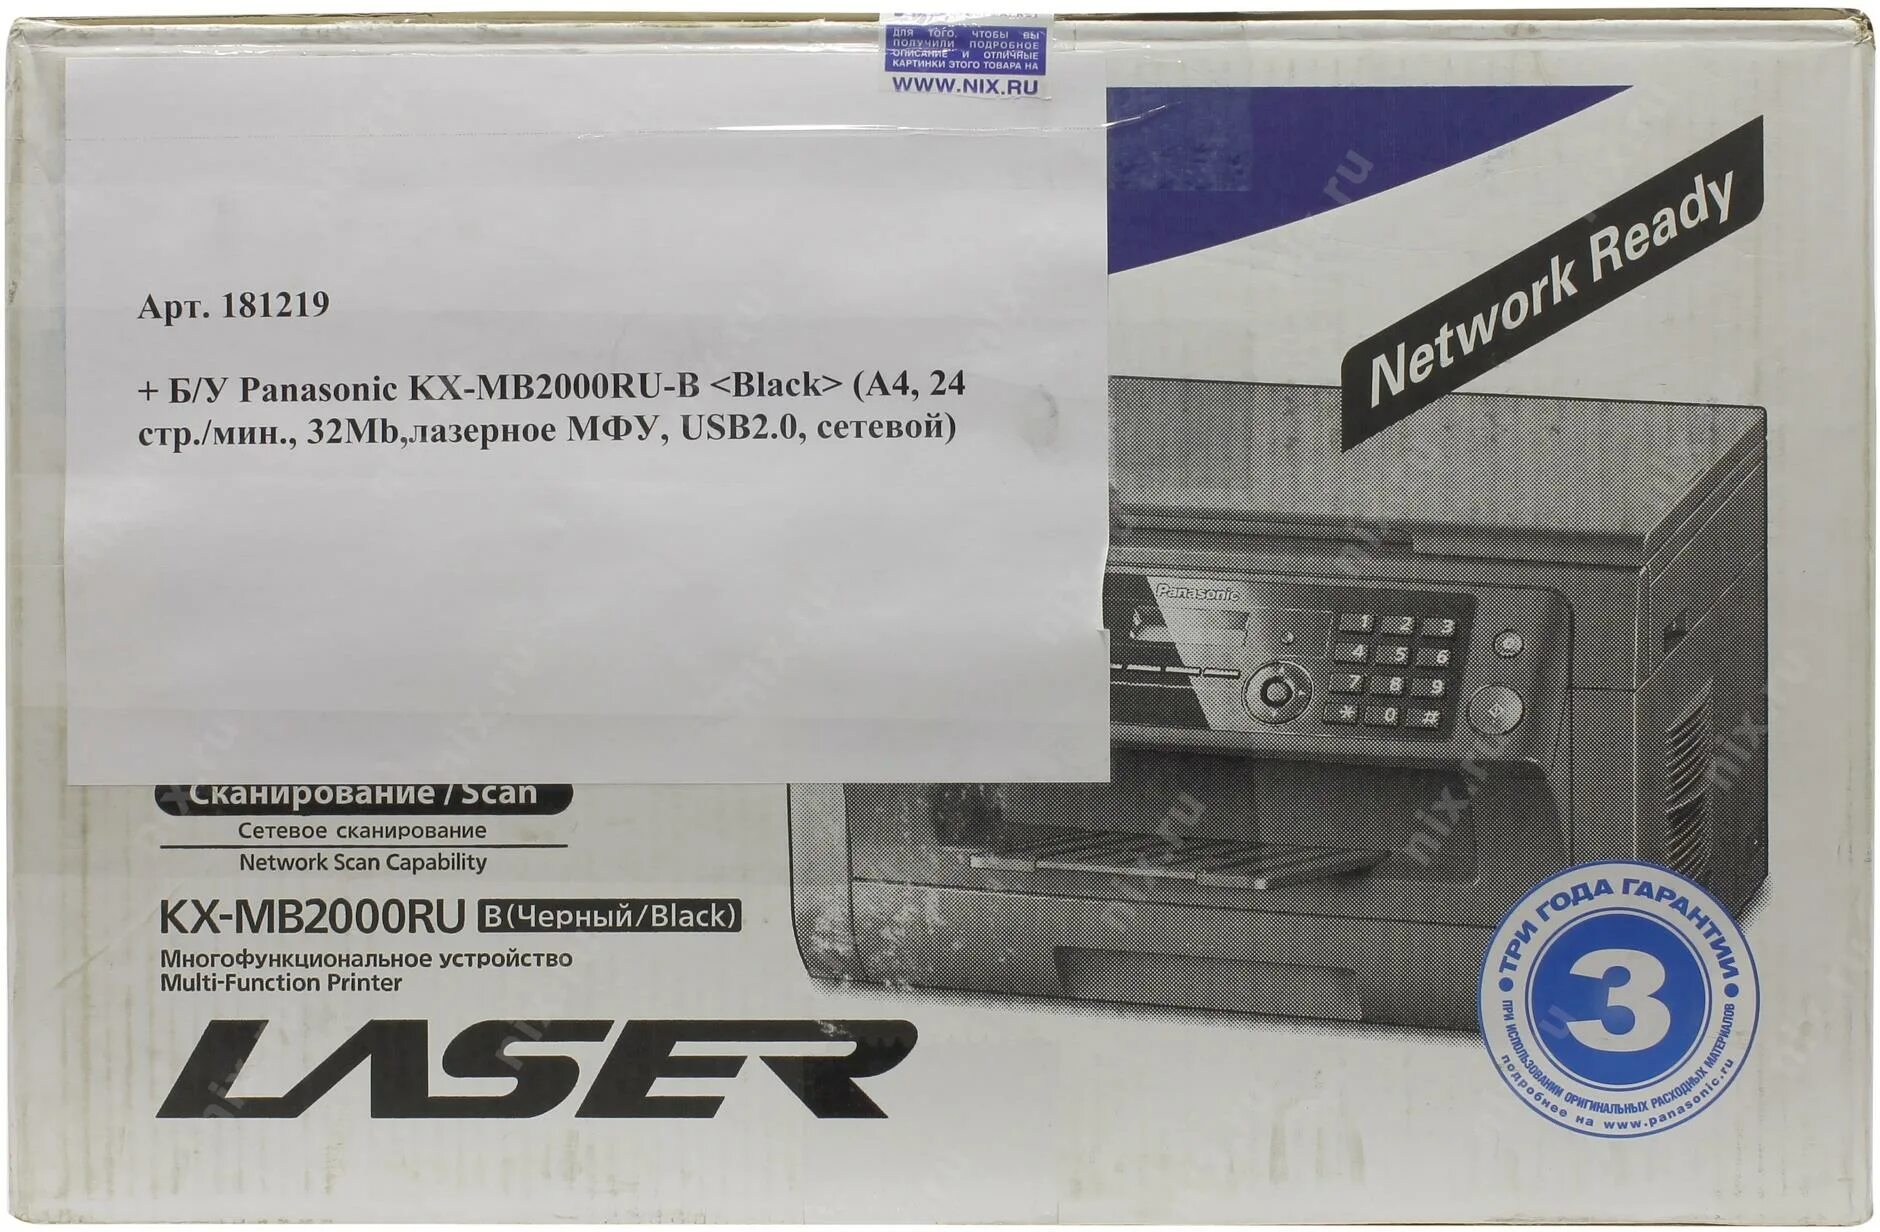 ДЛЯ ТОГО, ЧТОБЫ ВЫ
ПОЛУЧИЛИ ПОДРОБНОЕ
ОПИСАНИЕ И ОТЛИЧНЫЕ
КАРТИНКИ ЭТОГО ТОВАРА НА
WWW.NIX.RU
Network Ready
Арт. 181219
+ Б/У Panasonic KX-MB2000RU-B <Black> (A4, 24
стр./мин., 32Mb,лазерное МФУ, USB2.0, сетевой)
Panasonic
1 2 3
4 5 6
7 8 9
* 0 #
Сканирование / Scan
Сетевое сканирование
Network Scan Capability
KX-MB2000RU B(Черный/Black)
Многофункциональное устройство
Multi-Function Printer
LASER
ТРИ ГОДА ГАРАНТИИ
3
ПРИ ИСПОЛЬЗОВАНИИ ОРИГИНАЛЬНЫХ РАСХОДНЫХ МАТЕРИАЛОВ
подробнее на www.panasonic.ru
nix.ru